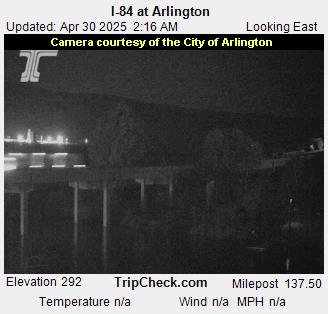 I-84 at Arlington
Updated: Apr 30 2025 2:16 AM Looking East
Camera courtesy of the City of Arlington
Elevation 292 TripCheck.com Milepost 137.50
Temperature n/a Wind n/a MPH n/a